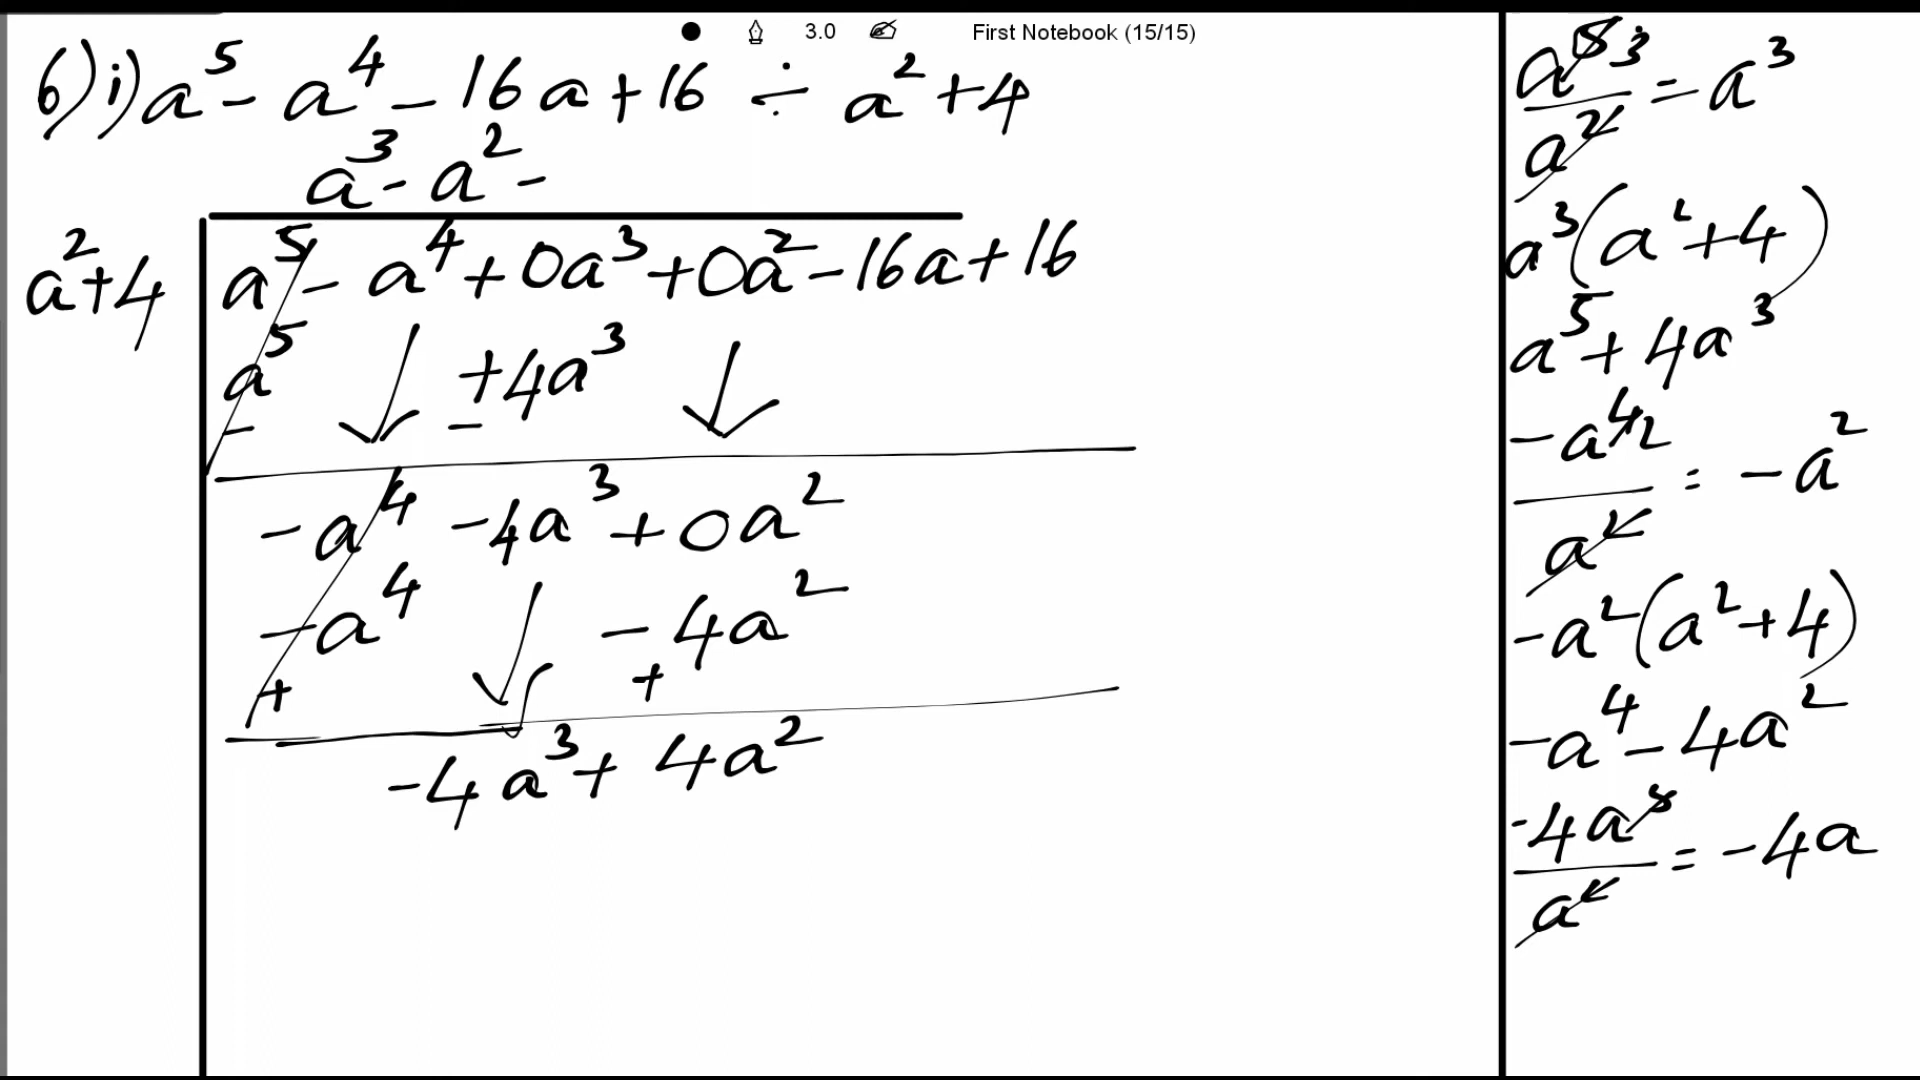 3.0 First Notebook (15/15)
6) i) a⁵ - a⁴ - 16a + 16 ÷ a² + 4
a³ - a² -
a² + 4 a⁵ - a⁴ + 0a³ + 0a² - 16a + 16
a⁵ + 4a³
- -
-a⁴ - 4a³ + 0a²
-a⁴ - 4a²
+ +
-4a³ + 4a²
a⁵ ³
/a² = a³
a³(a² + 4)
a⁵ + 4a³
-a⁴ ²
/a² = -a²
-a²(a² + 4)
-a⁴ - 4a²
-4a³
/a² = -4a